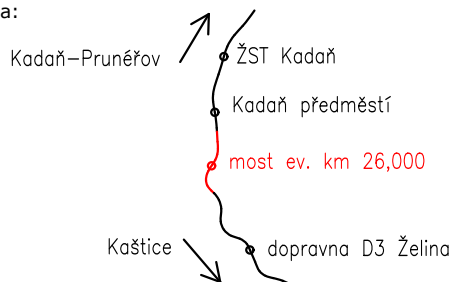 a:
Kadaň-Prunéřov
ŽST Kadaň
Kadaň předměstí
most ev. km 26,000
Kaštice
dopravna D3 Želina